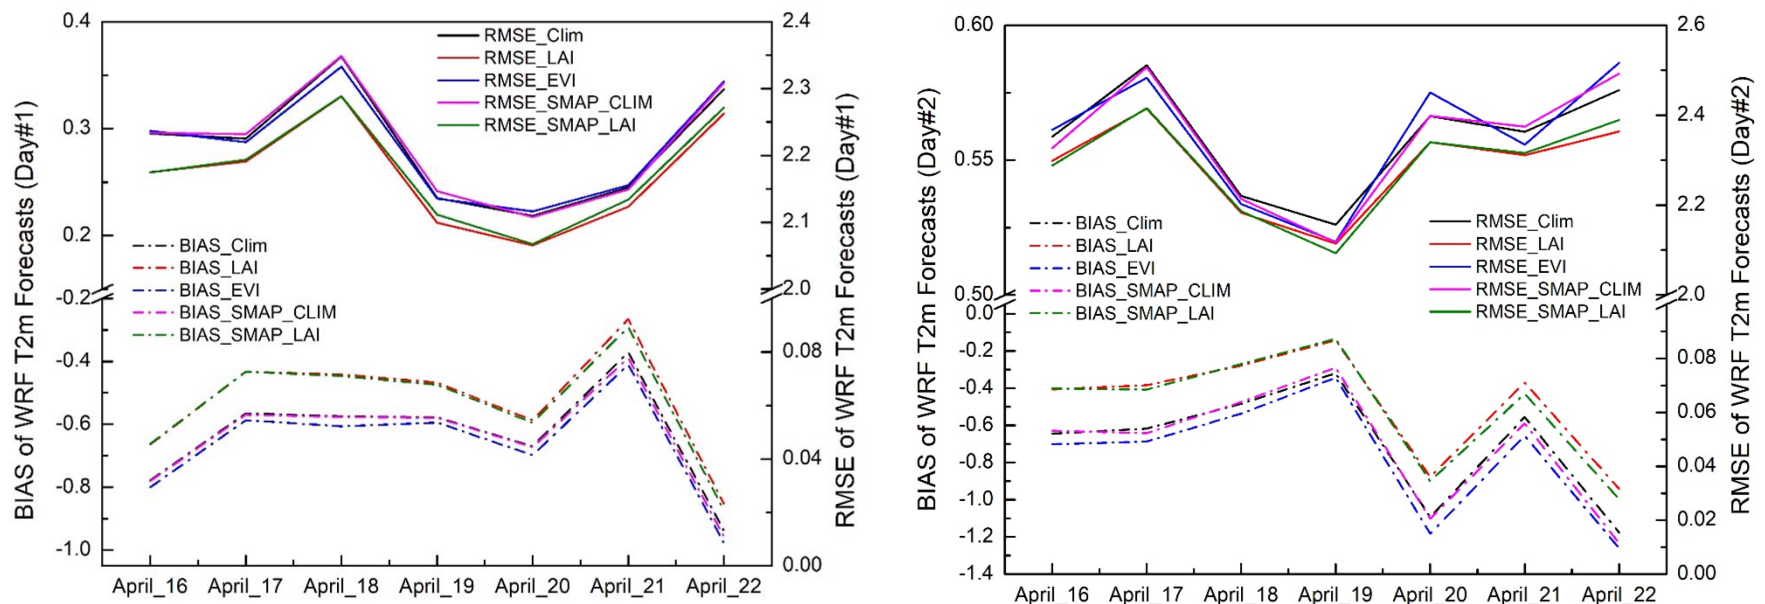 BIAS of WRF T2m Forecasts (Day#1)
0.4
0.3
0.2
-0.2
-0.4
-0.6
-0.8
-1.0
RMSE_Clim
RMSE_LAI
RMSE_EVI
RMSE_SMAP_CLIM
RMSE_SMAP_LAI
BIAS_Clim
BIAS_LAI
BIAS_EVI
BIAS_SMAP_CLIM
BIAS_SMAP_LAI
2.4
2.3
2.2
2.1
2.0
0.08
0.04
0.00
RMSE of WRF T2m Forecasts (Day#1)
April_16 April_17 April_18 April_19 April_20 April_21 April_22
BIAS of WRF T2m Forecasts (Day#2)
0.60
0.55
0.50
0.0
-0.2
-0.4
-0.6
-0.8
-1.0
-1.2
-1.4
BIAS_Clim
BIAS_LAI
BIAS_EVI
BIAS_SMAP_CLIM
BIAS_SMAP_LAI
RMSE_Clim
RMSE_LAI
RMSE_EVI
RMSE_SMAP_CLIM
RMSE_SMAP_LAI
2.6
2.4
2.2
2.0
0.08
0.06
0.04
0.02
0.00
RMSE of WRF T2m Forecasts (Day#2)
April_16 April_17 April_18 April_19 April_20 April_21 April_22